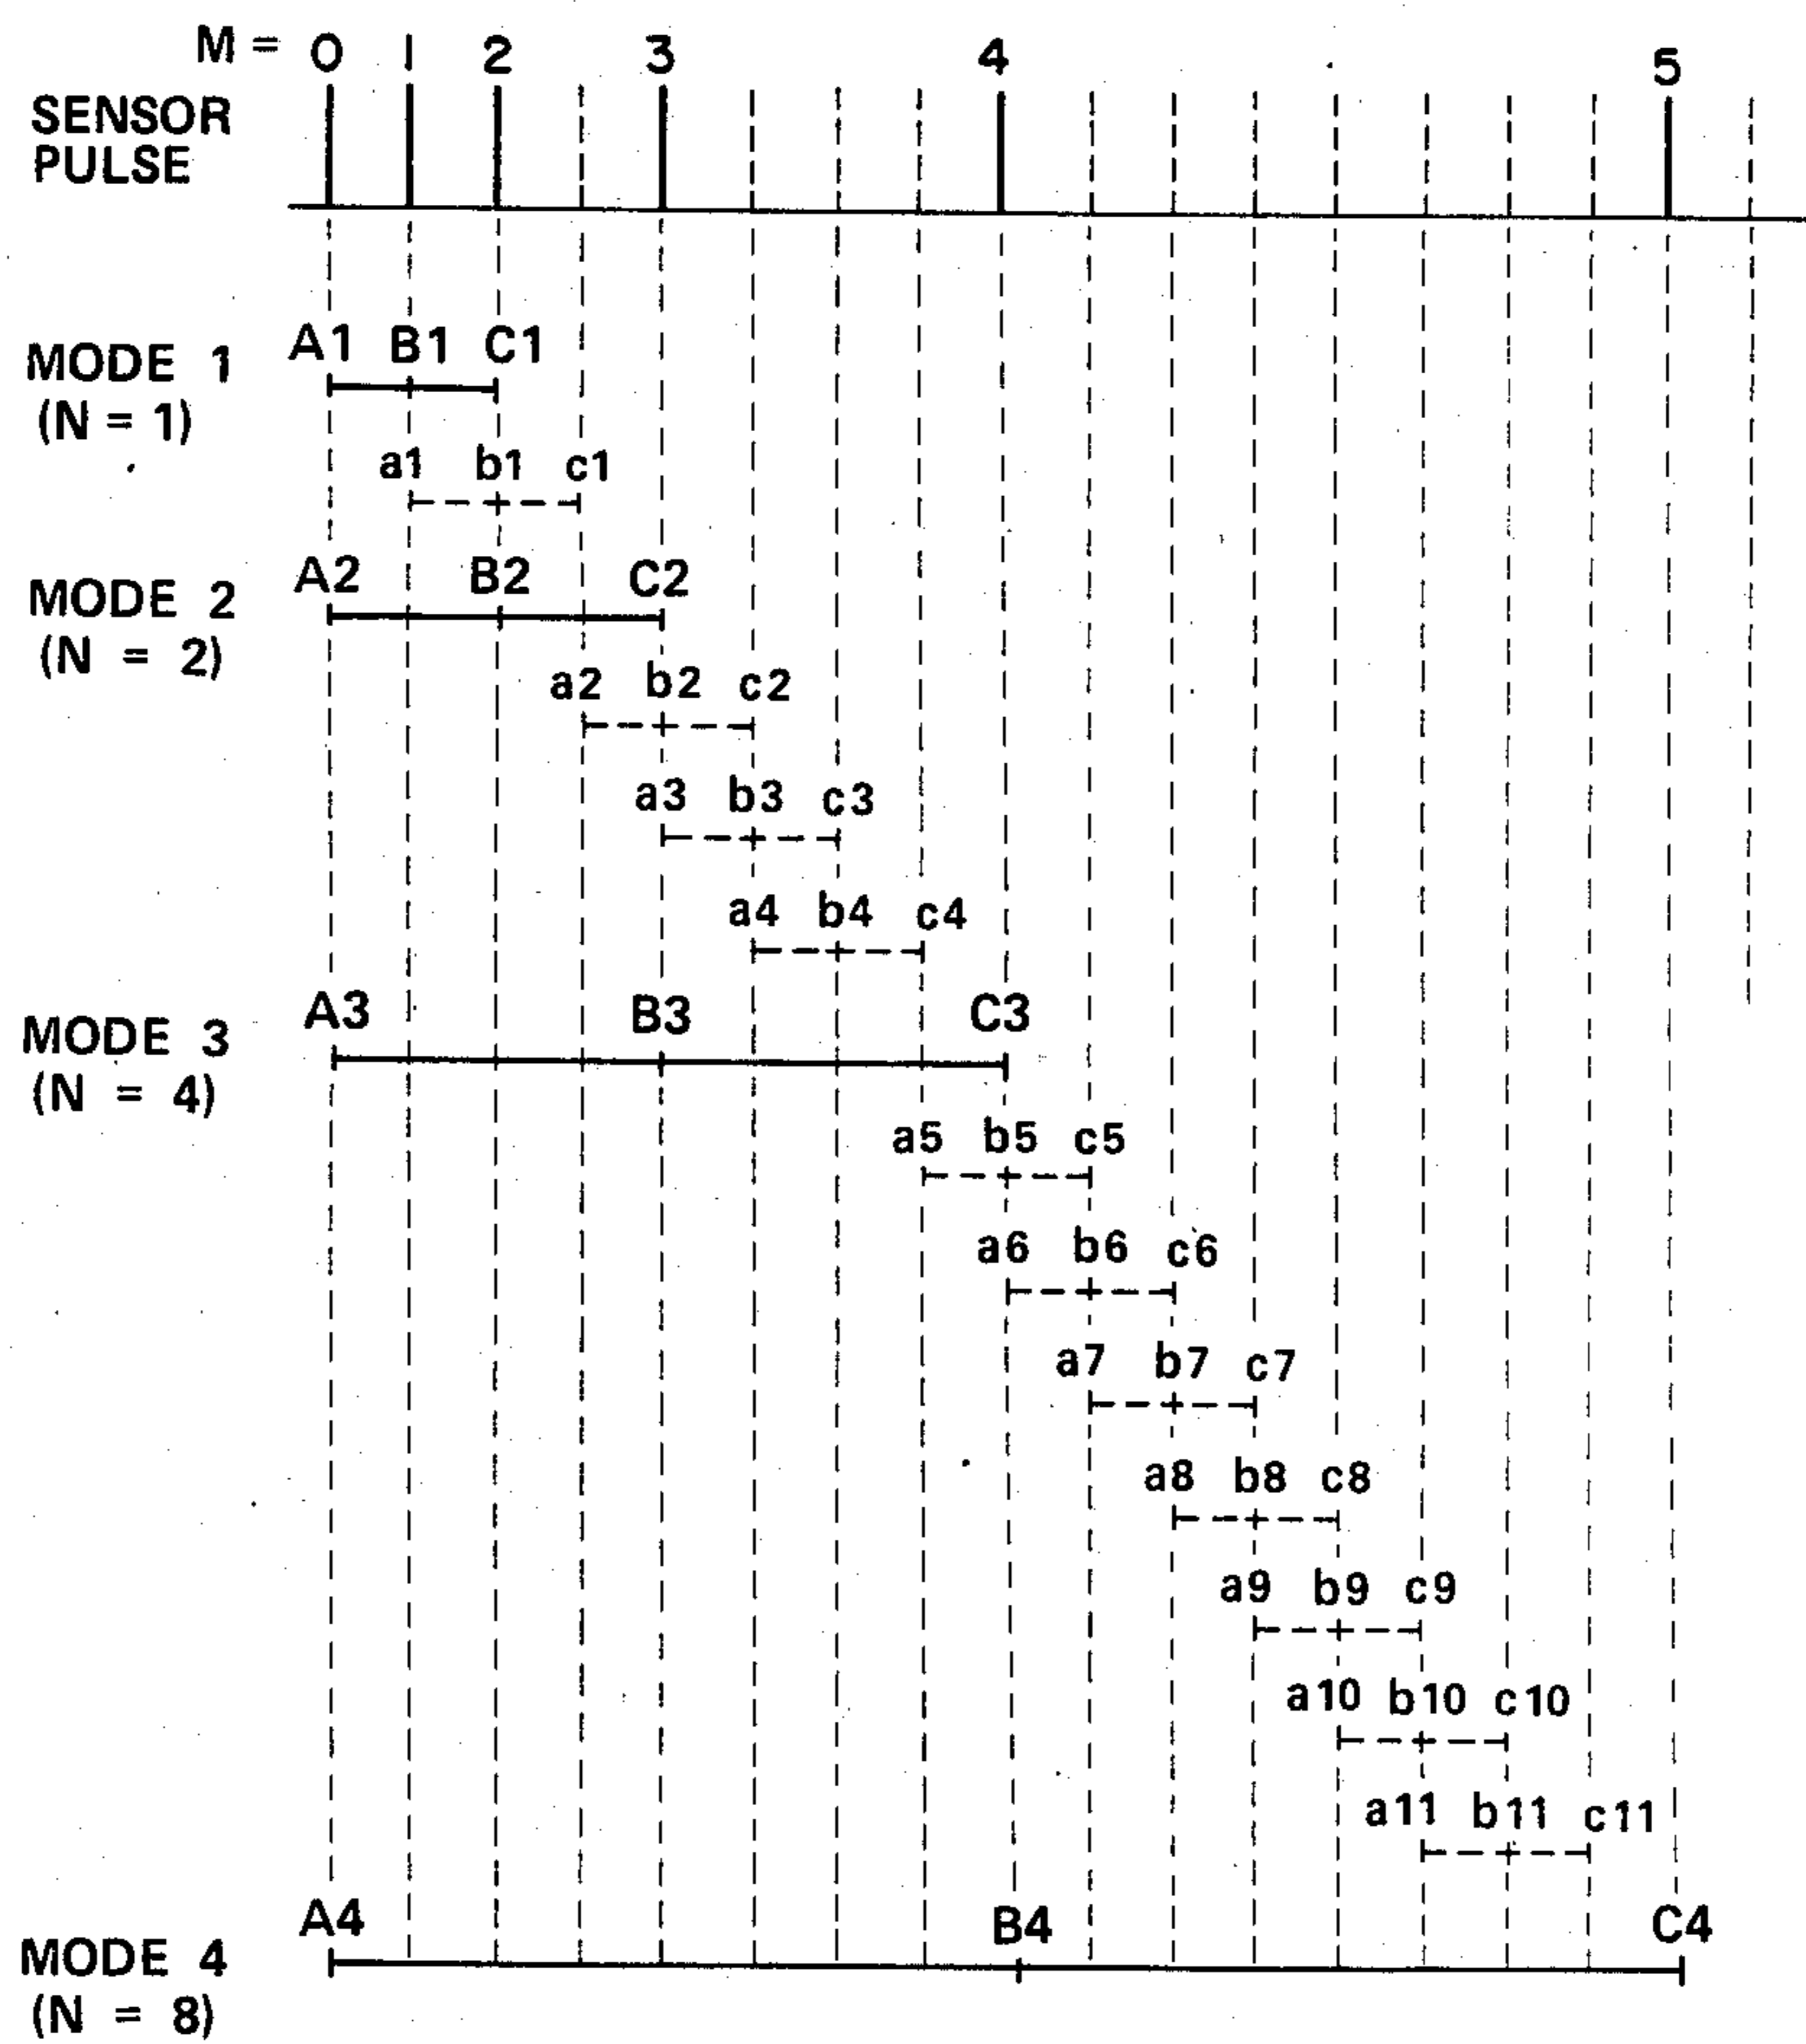 M = 0 1 2 3 4 5
SENSOR
PULSE
A1 B1 C1
MODE 1
(N = 1)
a1 b1 c1
A2 B2 C2
MODE 2
(N = 2)
a2 b2 c2
a3 b3 c3
a4 b4 c4
A3 B3 C3
MODE 3
(N = 4)
a5 b5 c5
a6 b6 c6
a7 b7 c7
a8 b8 c8
a9 b9 c9
a10 b10 c10
a11 b11 c11
A4 B4 C4
MODE 4
(N = 8)